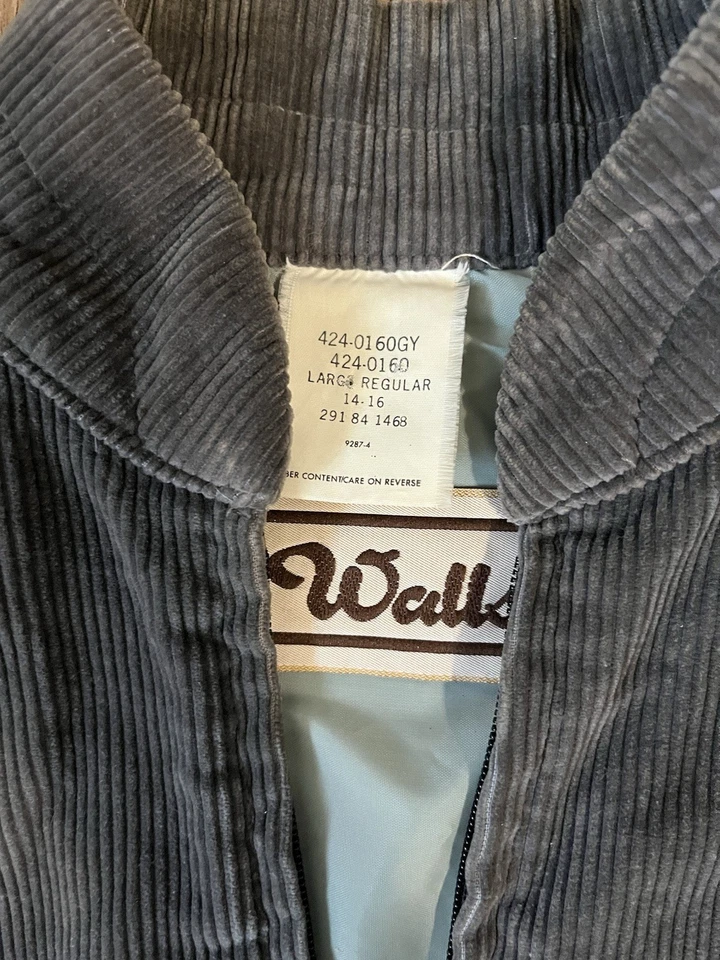 424-0160GY
424-0160
LARGE REGULAR
14-16
291 84 1468
9287-4
BER CONTENT/CARE ON REVERSE
Walls